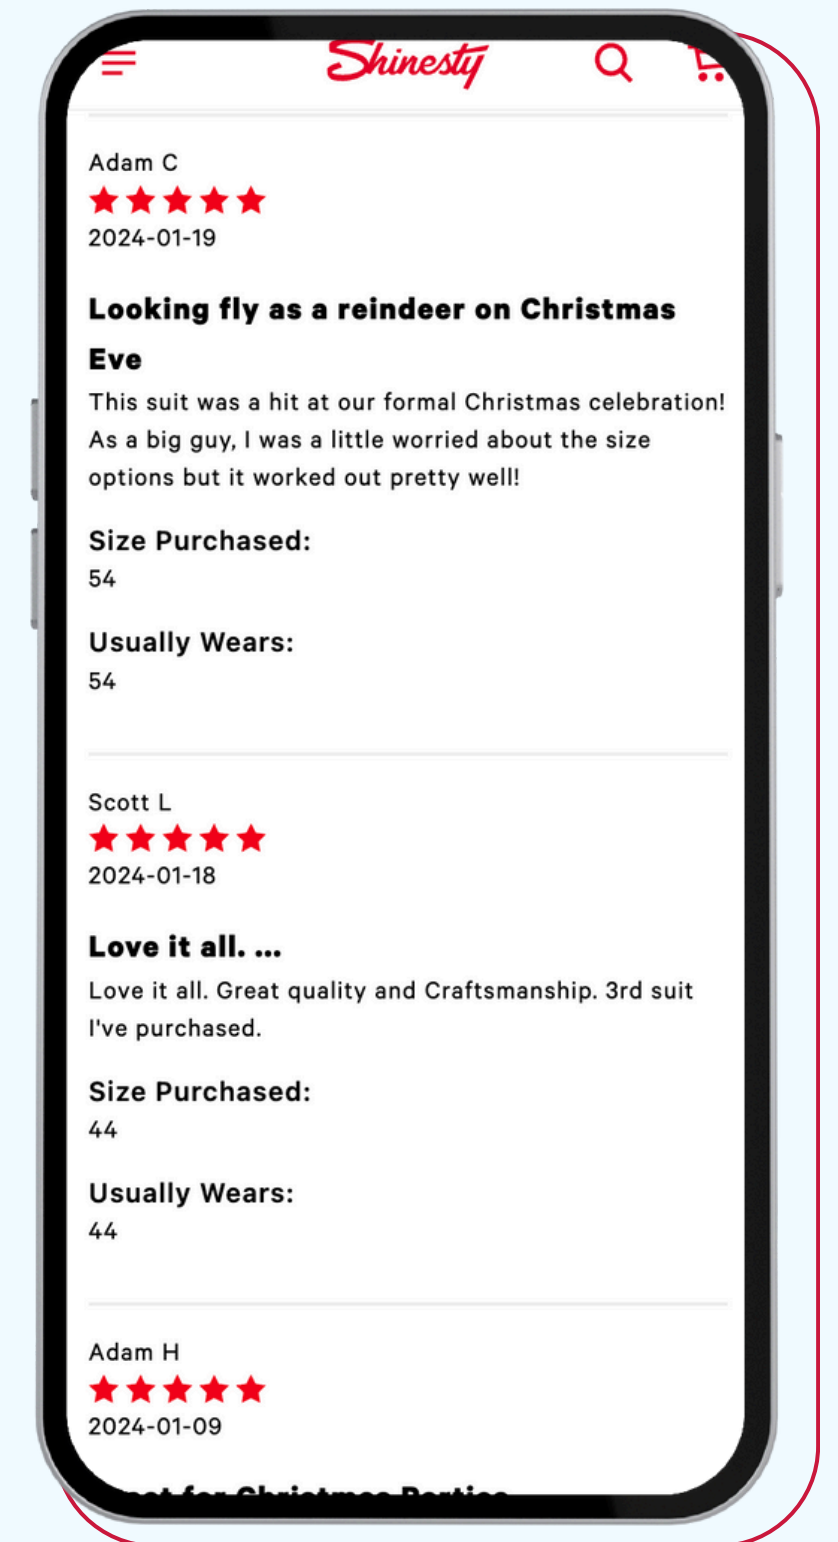 Shinesty
Adam C
2024-01-19
Looking fly as a reindeer on Christmas
Eve
This suit was a hit at our formal Christmas celebration!
As a big guy, I was a little worried about the size
options but it worked out pretty well!
Size Purchased:
54
Usually Wears:
54
Scott L
2024-01-18
Love it all. ...
Love it all. Great quality and Craftsmanship. 3rd suit
I've purchased.
Size Purchased:
44
Usually Wears:
44
Adam H
2024-01-09
for Christmas Parties